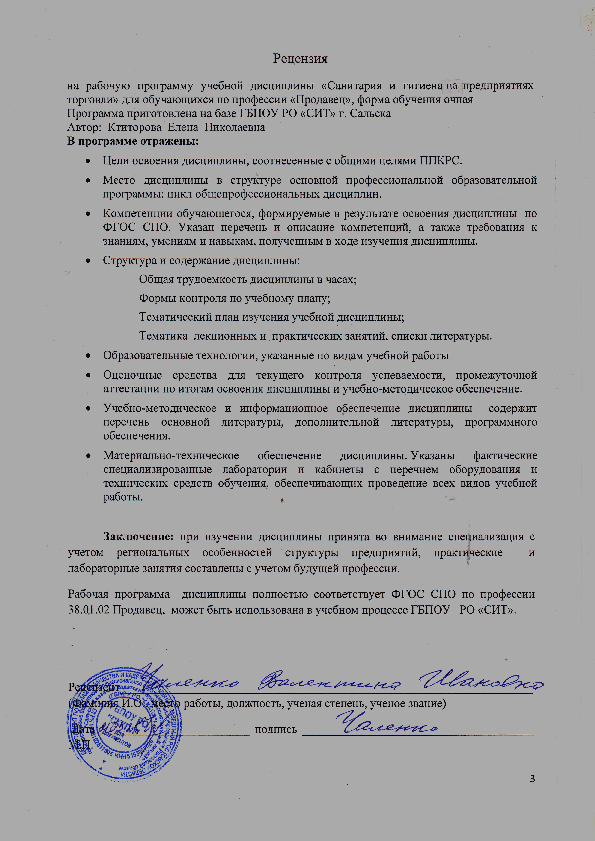 Рецензия
на рабочую программу учебной дисциплины «Санитария и гигиена на предприятиях
торговли» для обучающихся по профессии «Продавец», форма обучения очная
Программа приготовлена на базе ГБПОУ РО «СИТ» г. Сальска
Автор: Ктиторова Елена Николаевна
В программе отражены:
• Цели освоения дисциплины, соотнесенные с общими целями ППКРС.
• Место дисциплины в структуре основной профессиональной образовательной
программы: цикл общепрофессиональных дисциплин.
• Компетенции обучающегося, формируемые в результате освоения дисциплины по
ФГОС СПО. Указан перечень и описание компетенций, а также требования к
знаниям, умениям и навыкам, полученным в ходе изучения дисциплины.
• Структура и содержание дисциплины:
Общая трудоемкость дисциплины в часах;
Формы контроля по учебному плану;
Тематический план изучения учебной дисциплины;
Тематика лекционных и практических занятий, списки литературы.
• Образовательные технологии, указанные по видам учебной работы
• Оценочные средства для текущего контроля успеваемости, промежуточной
аттестации по итогам освоения дисциплины и учебно-методическое обеспечение.
• Учебно-методическое и информационное обеспечение дисциплины содержит
перечень основной литературы, дополнительной литературы, программного
обеспечения.
• Материально-техническое обеспечение дисциплины. Указаны фактические
специализированные лаборатории и кабинеты с перечнем оборудования и
технических средств обучения, обеспечивающих проведение всех видов учебной
работы.
Заключение: при изучении дисциплины принята во внимание специализация с
учетом региональных особенностей структуры предприятий, практические и
лабораторные занятия составлены с учетом будущей профессии.
Рабочая программа дисциплины полностью соответствует ФГОС СПО по профессии
38.01.02 Продавец, может быть использована в учебном процессе ГБПОУ РО «СИТ».
Рецензент Чаленко Валентина Ивановна
(Фамилия И.О., место работы, должность, ученая степень, ученое звание)
Дата подпись Чаленко
МП
3